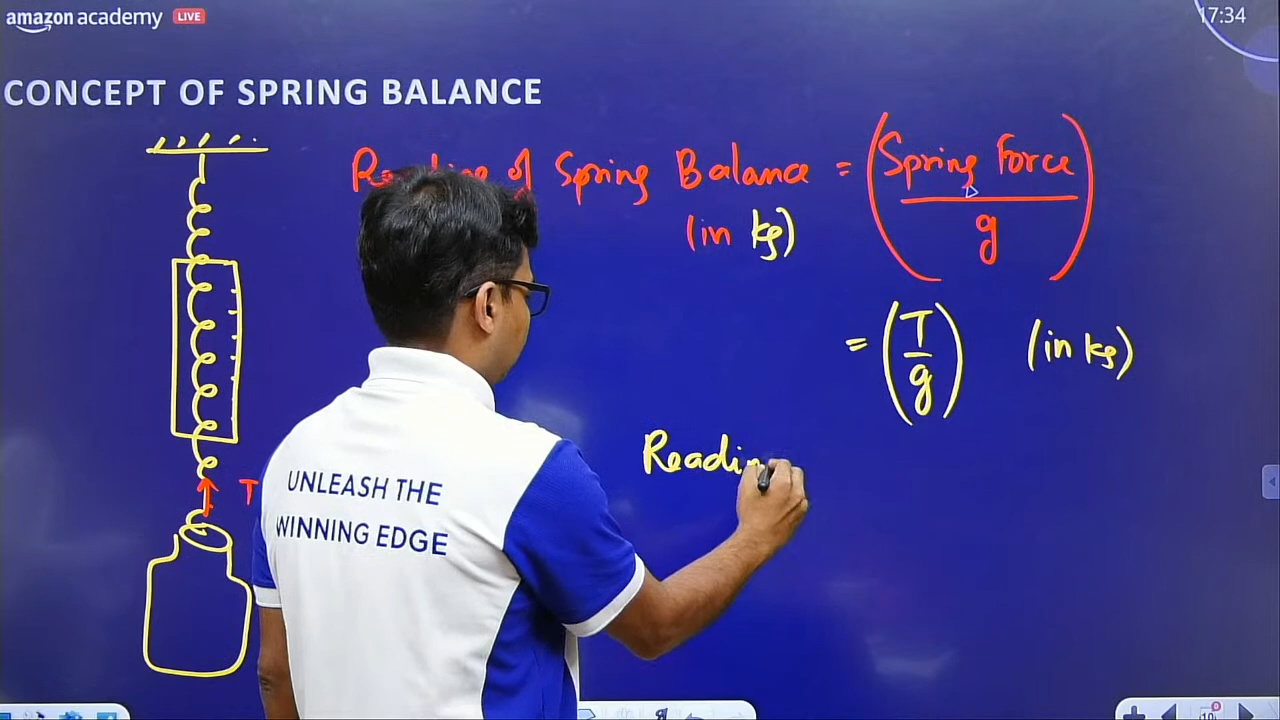 amazon academy LIVE
17:34
CONCEPT OF SPRING BALANCE
of Spring Balance = (Spring Force / g)
(in kg)
= (T / g) (in kg)
Readin
T
UNLEASH THE
WINNING EDGE